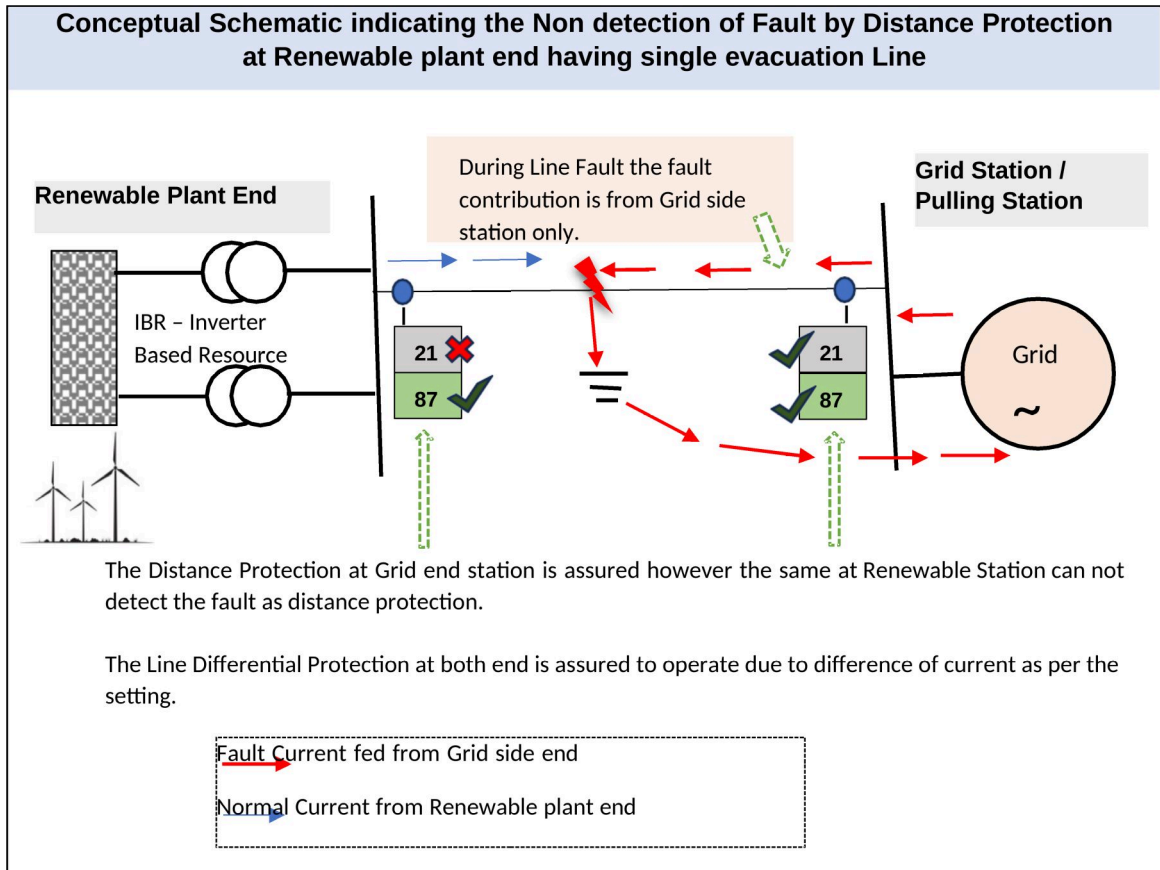 Conceptual Schematic indicating the Non detection of Fault by Distance Protection
at Renewable plant end having single evacuation Line
During Line Fault the fault
contribution is from Grid side
station only.
Renewable Plant End
Grid Station /
Pulling Station
IBR – Inverter
Based Resource
21
87
21
87
Grid
~
The Distance Protection at Grid end station is assured however the same at Renewable Station can not
detect the fault as distance protection.
The Line Differential Protection at both end is assured to operate due to difference of current as per the
setting.
Fault Current fed from Grid side end
Normal Current from Renewable plant end